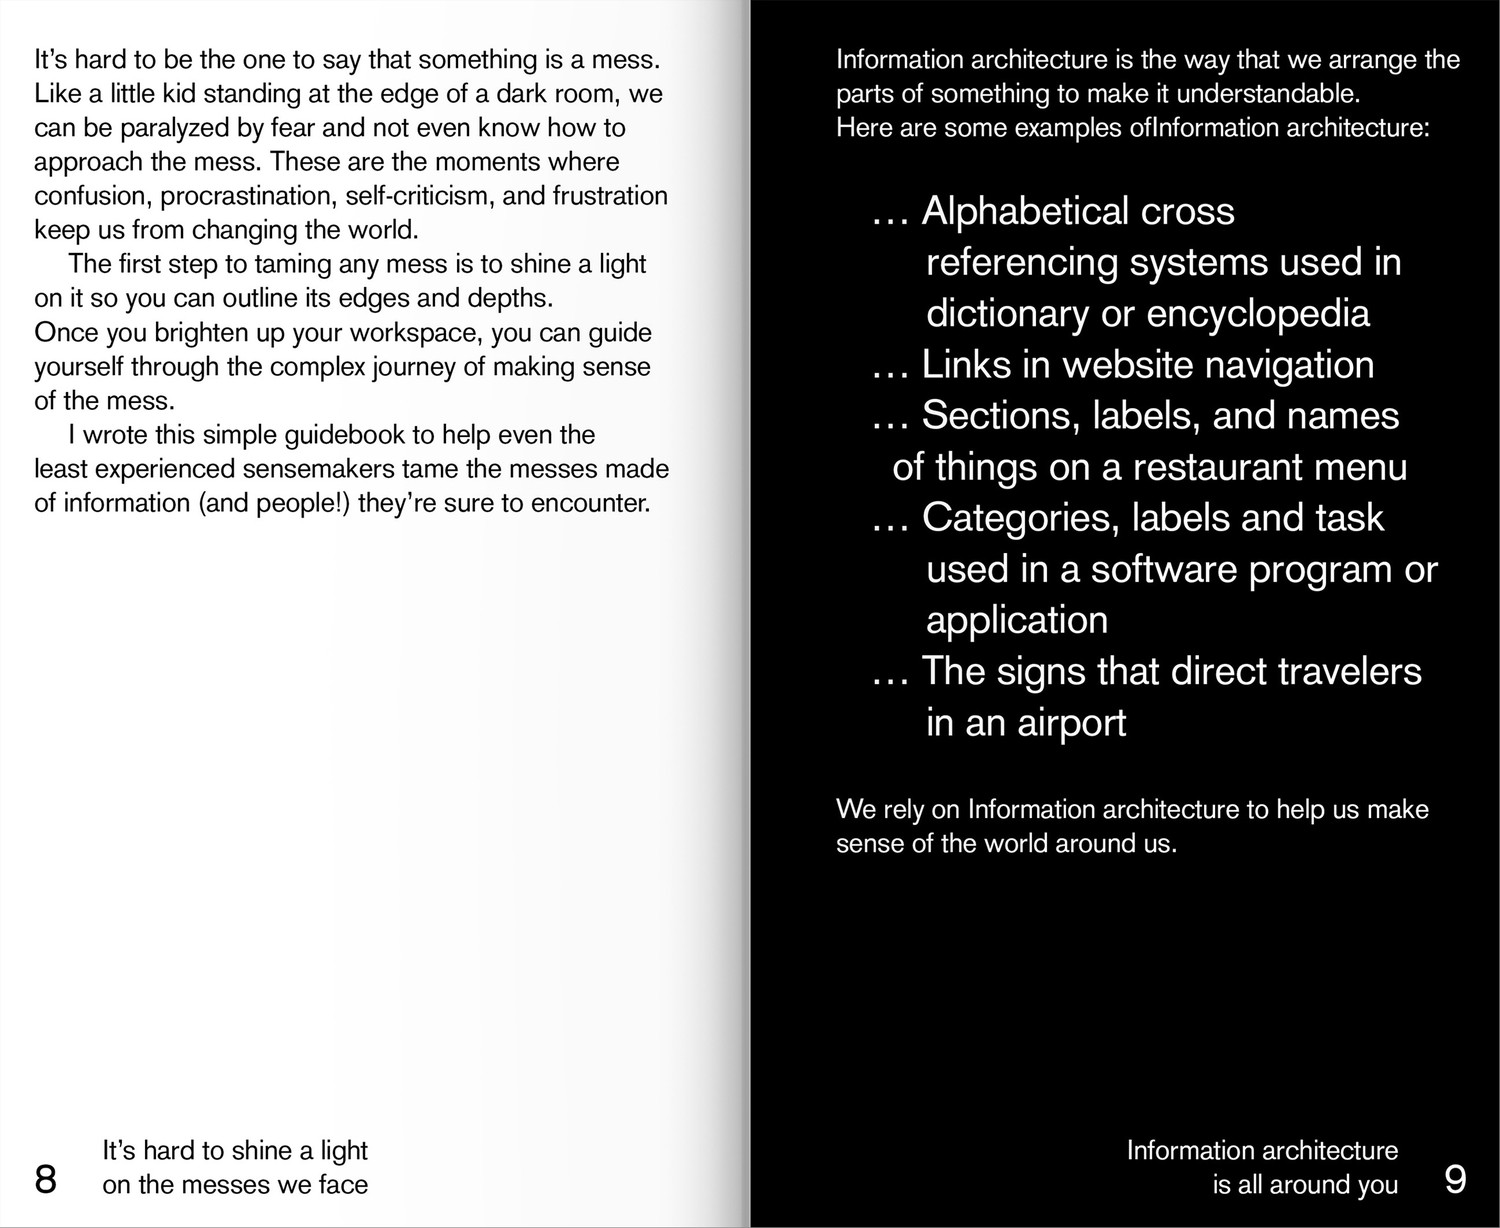 It's hard to be the one to say that something is a mess.
Like a little kid standing at the edge of a dark room, we
can be paralyzed by fear and not even know how to
approach the mess. These are the moments where
confusion, procrastination, self-criticism, and frustration
keep us from changing the world.
The first step to taming any mess is to shine a light
on it so you can outline its edges and depths.
Once you brighten up your workspace, you can guide
yourself through the complex journey of making sense
of the mess.
I wrote this simple guidebook to help even the
least experienced sensemakers tame the messes made
of information (and people!) they're sure to encounter.
8
It's hard to shine a light
on the messes we face
Information architecture is the way that we arrange the
parts of something to make it understandable.
Here are some examples ofInformation architecture:
… Alphabetical cross
referencing systems used in
dictionary or encyclopedia
… Links in website navigation
… Sections, labels, and names
of things on a restaurant menu
… Categories, labels and task
used in a software program or
application
… The signs that direct travelers
in an airport
We rely on Information architecture to help us make
sense of the world around us.
Information architecture
is all around you
9